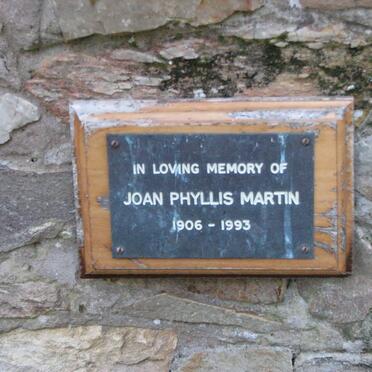 IN LOVING MEMORY OF
JOAN PHYLLIS MARTIN
1906 - 1993